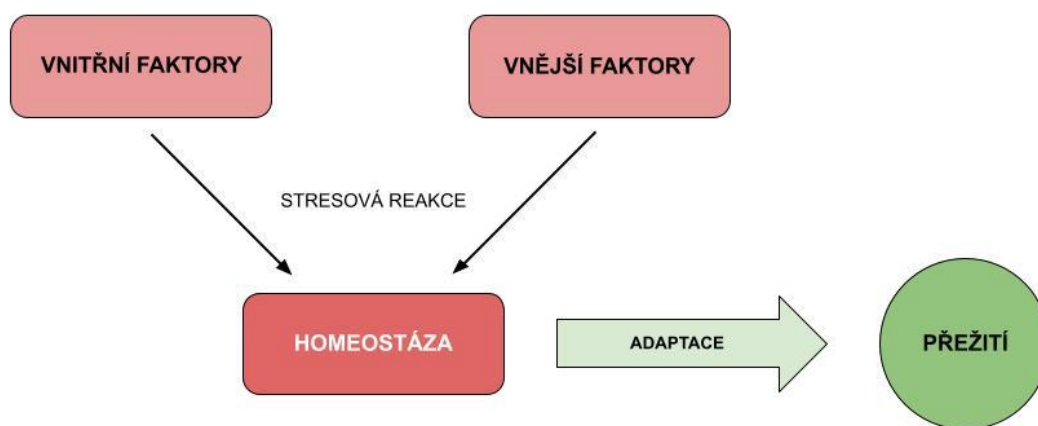 VNITŘNÍ FAKTORY
VNĚJŠÍ FAKTORY
STRESOVÁ REAKCE
HOMEOSTÁZA
ADAPTACE
PŘEŽITÍ